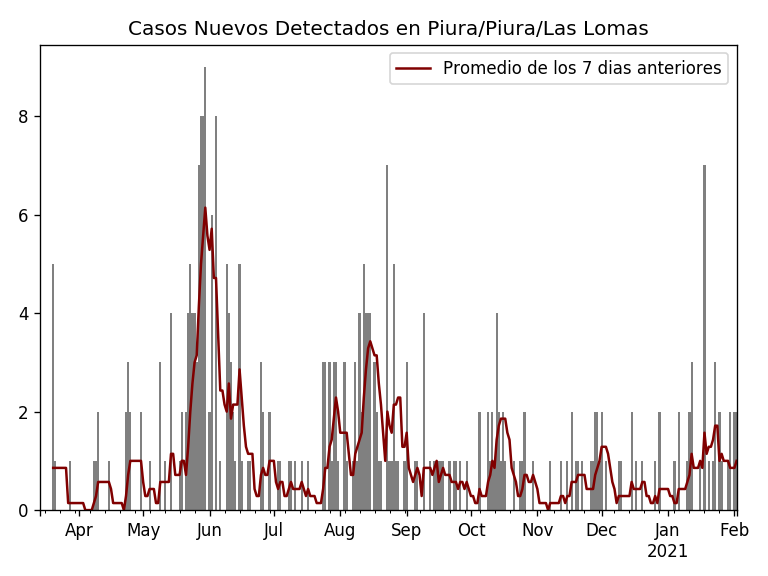 Casos Nuevos Detectados en Piura/Piura/Las Lomas
Promedio de los 7 dias anteriores
8
6
4
2
0
Apr May Jun Jul Aug Sep Oct Nov Dec Jan Feb
2021